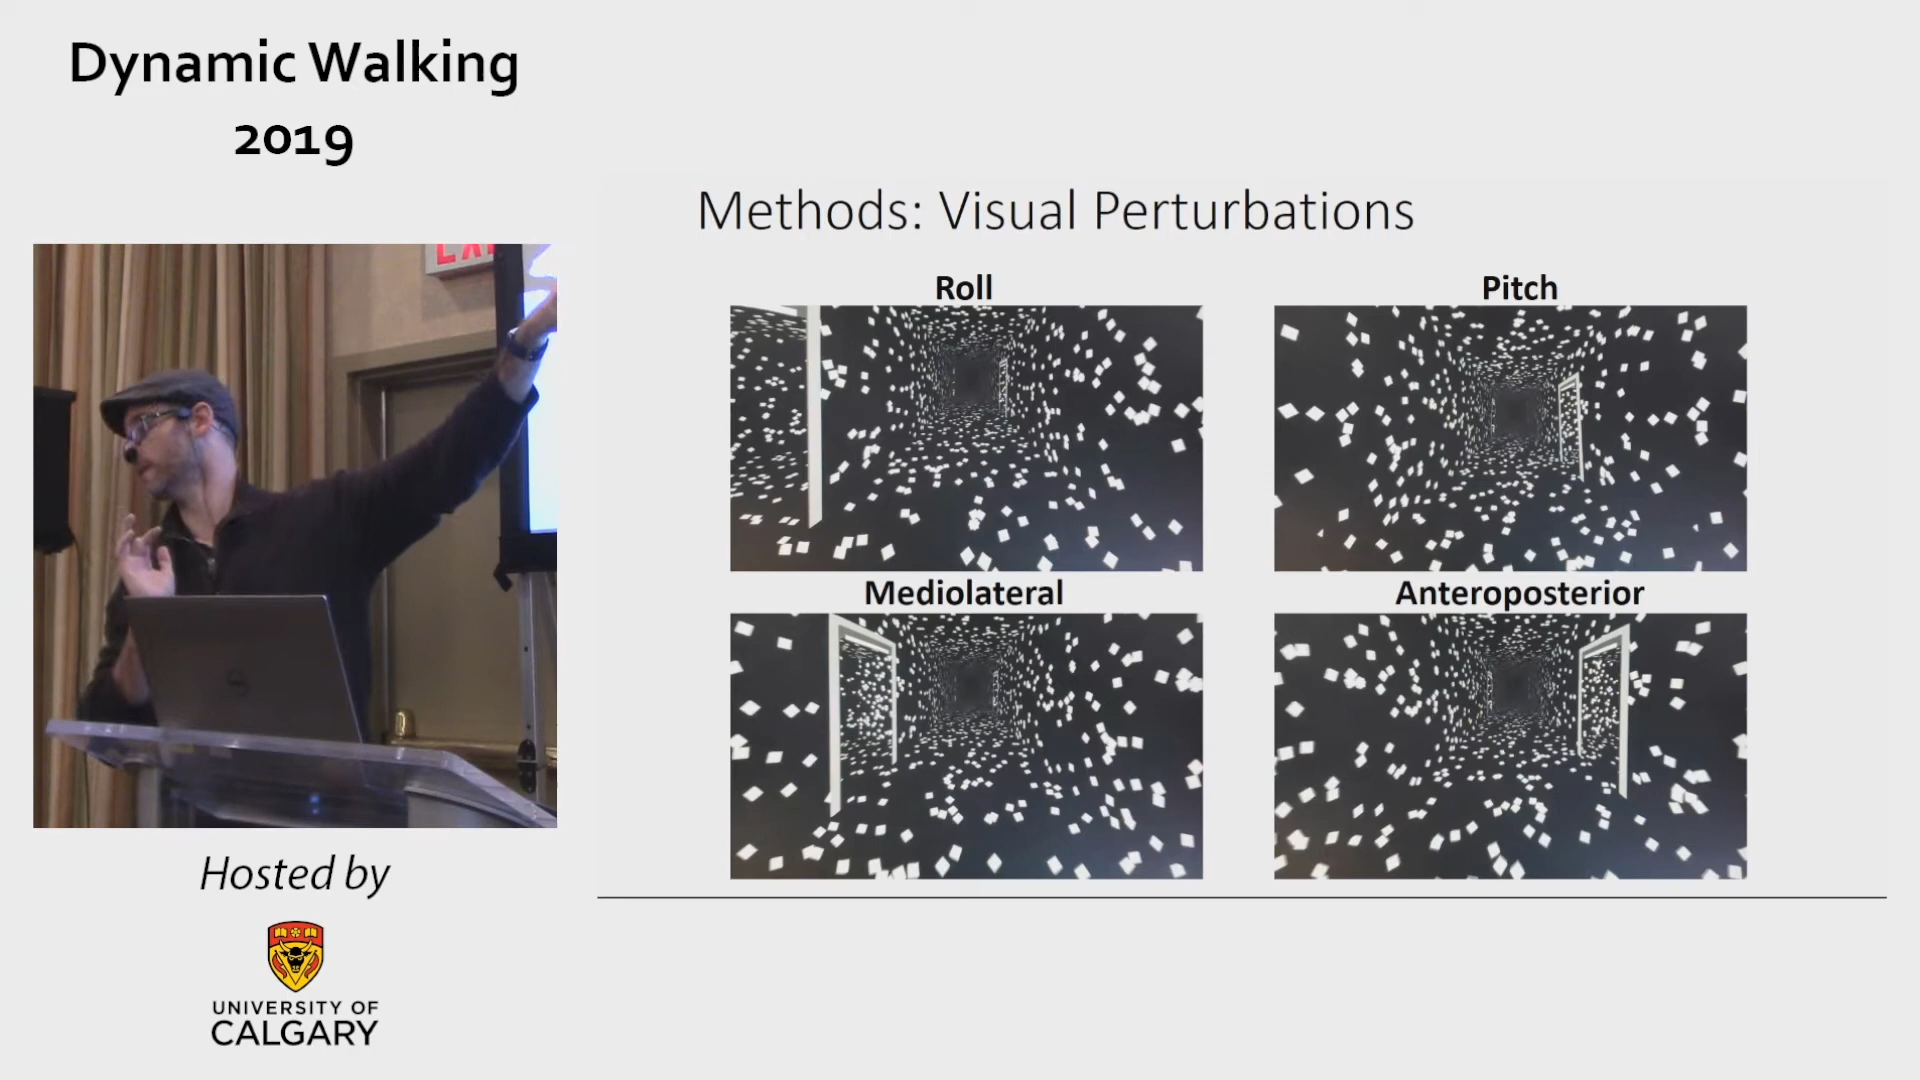 Dynamic Walking
2019
Methods: Visual Perturbations
Roll
Pitch
Mediolateral
Anteroposterior
Hosted by
UNIVERSITY OF
CALGARY